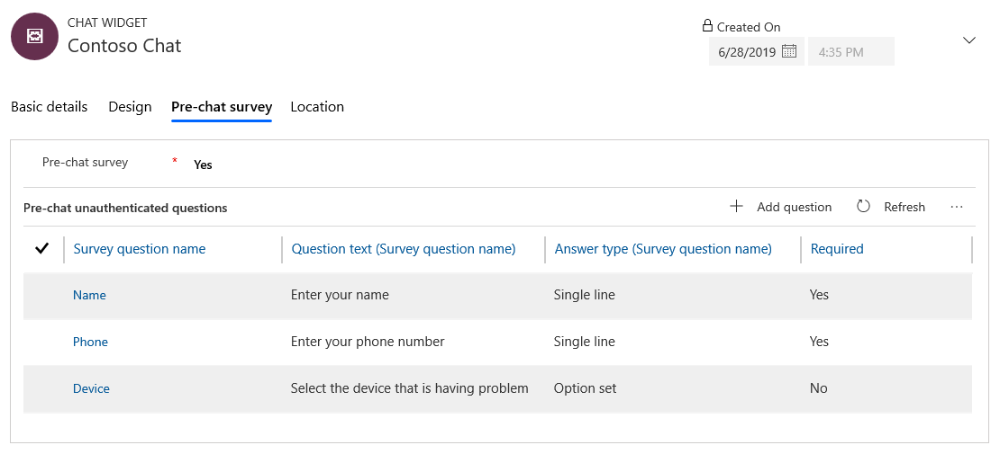 CHAT WIDGET
Contoso Chat
Created On
6/28/2019 4:35 PM
Basic details Design Pre-chat survey Location
Pre-chat survey * Yes
Pre-chat unauthenticated questions + Add question Refresh ...
Survey question name Question text (Survey question name) Answer type (Survey question name) Required
Name Enter your name Single line Yes
Phone Enter your phone number Single line Yes
Device Select the device that is having problem Option set No